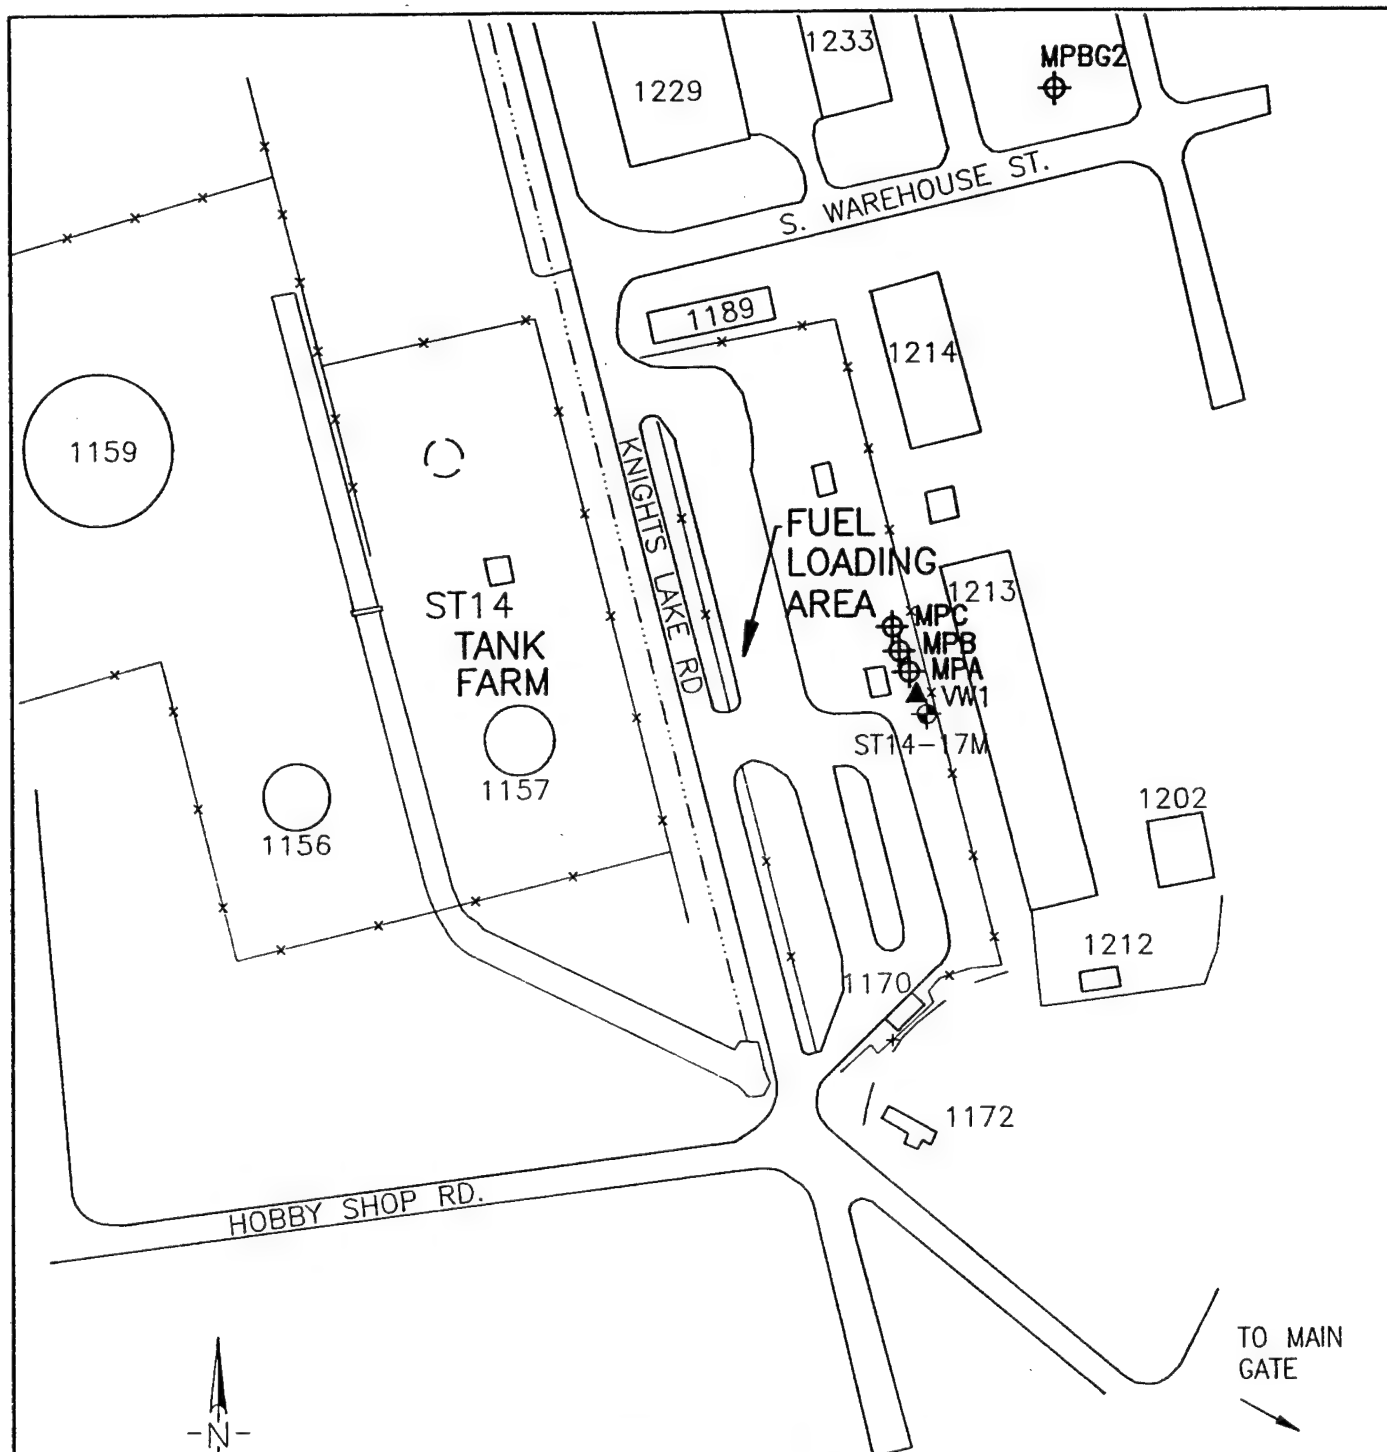 1233
MPBG2
1229
S. WAREHOUSE ST.
1189
1214
1159
KNIGHTS LAKE RD
FUEL
LOADING
AREA
1213
ST14
TANK
FARM
MPC
MPB
MPA
VW1
ST14-17M
1157
1156
1202
1212
1170
1172
HOBBY SHOP RD.
TO MAIN
GATE
-N-